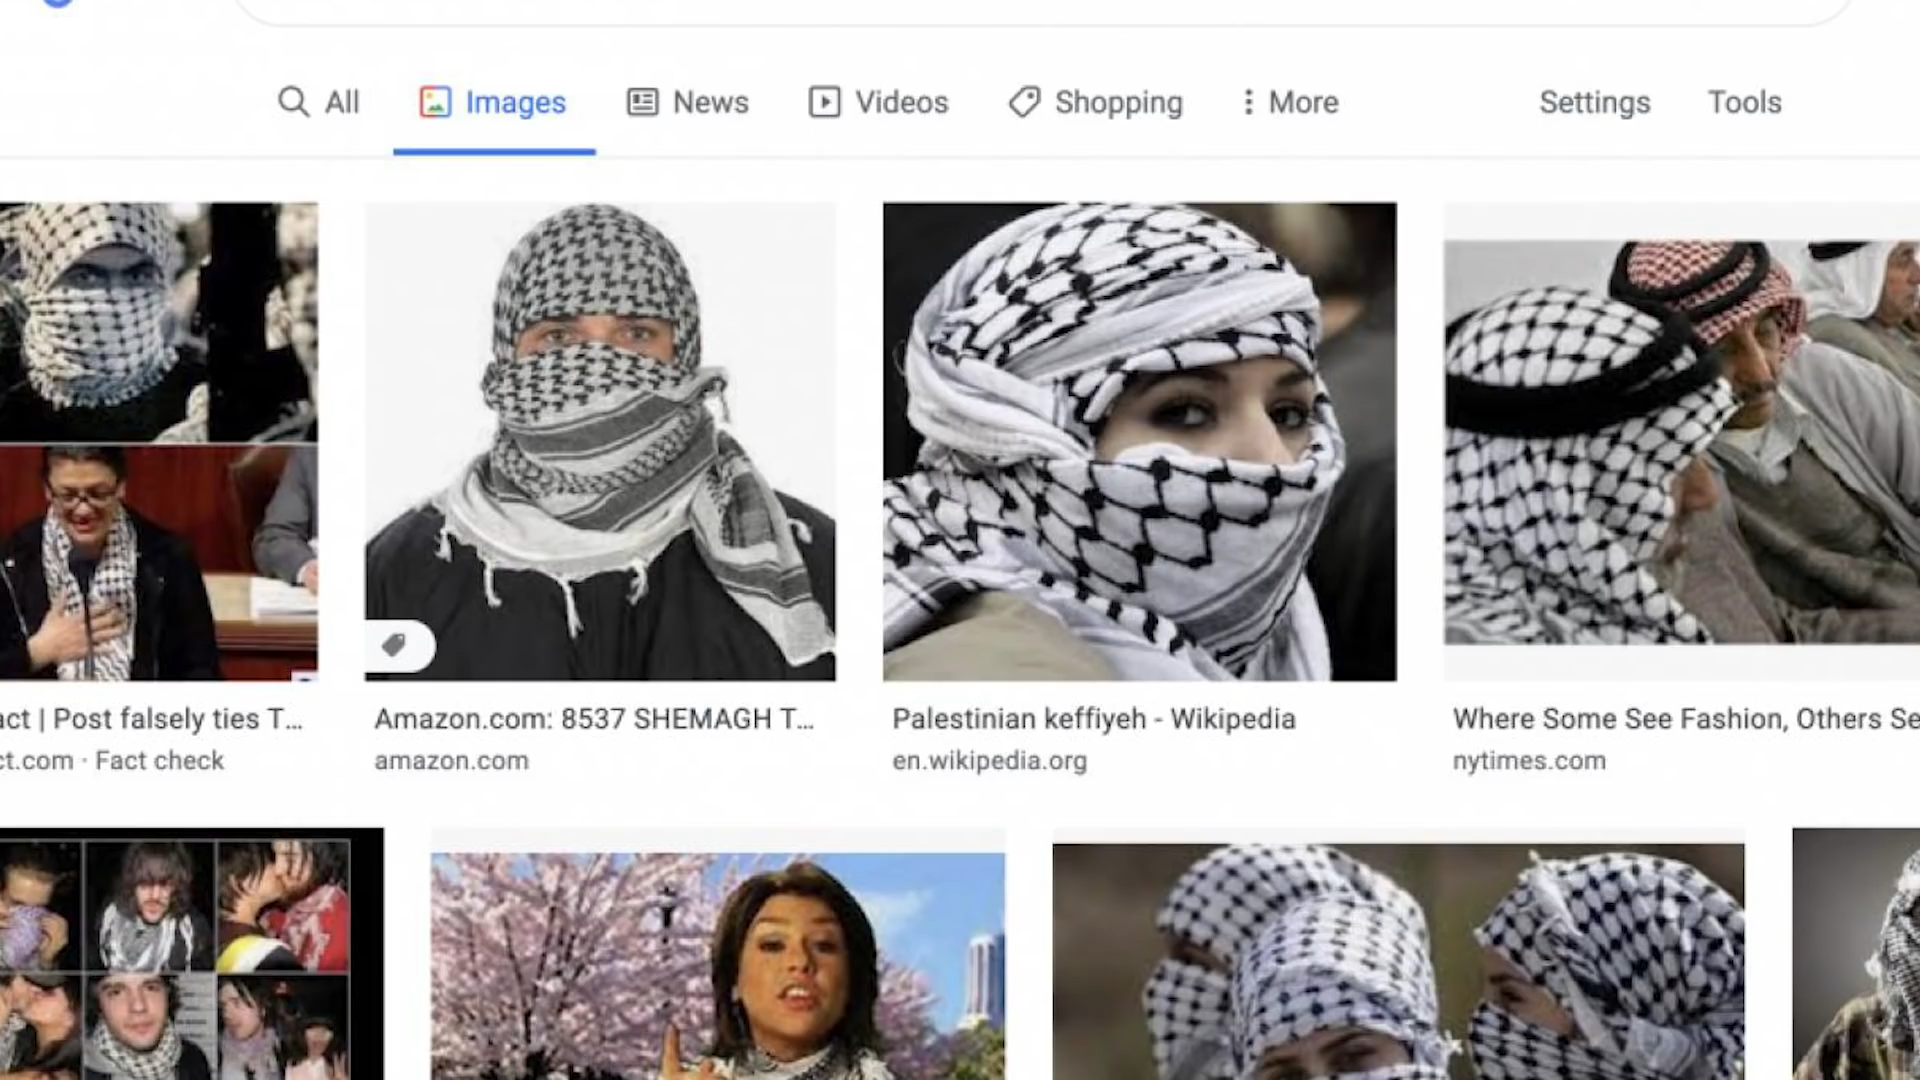 All
Images
News
Videos
Shopping
More
Settings
Tools
act | Post falsely ties T...
ct.com · Fact check
Amazon.com: 8537 SHEMAGH T...
amazon.com
Palestinian keffiyeh - Wikipedia
en.wikipedia.org
Where Some See Fashion, Others Se
nytimes.com